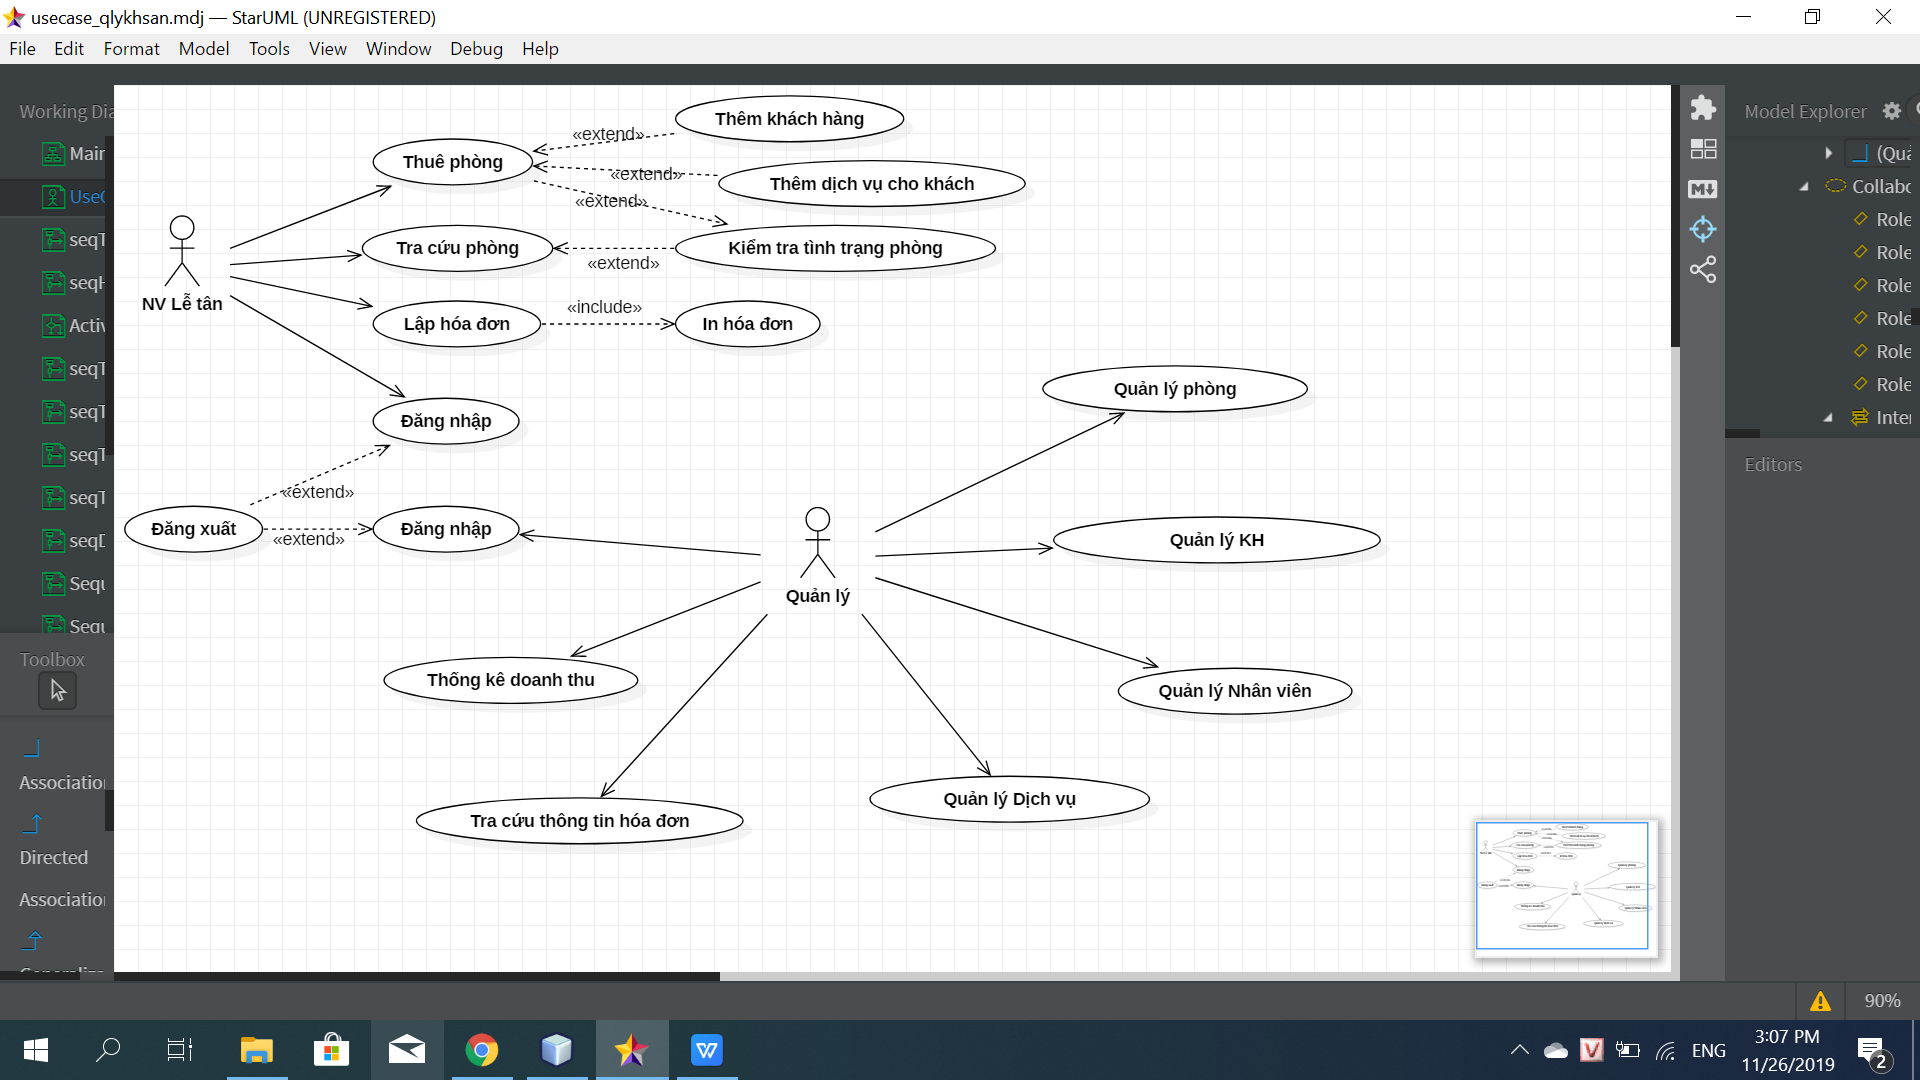 usecase_qlykhsan.mdj — StarUML (UNREGISTERED)
File Edit Format Model Tools View Window Debug Help
Working Dia
Main
UseC
seqT
seqH
Activ
seqT
seqT
seqT
seqT
seqD
Sequ
Sequ
Toolbox
Association
Directed
Association
Thêm khách hàng
«extend»
Thuê phòng
«extend»
Thêm dịch vụ cho khách
«extend»
Tra cứu phòng
Kiểm tra tình trạng phòng
«extend»
NV Lễ tân
«include»
Lập hóa đơn
In hóa đơn
Quản lý phòng
Đăng nhập
«extend»
Đăng xuất
Đăng nhập
«extend»
Quản lý KH
Quản lý
Thống kê doanh thu
Quản lý Nhân viên
Quản lý Dịch vụ
Tra cứu thông tin hóa đơn
Model Explorer
(Quả
Collabo
Role
Role
Role
Role
Role
Role
Inter
Editors
90%
ENG
3:07 PM
11/26/2019
2